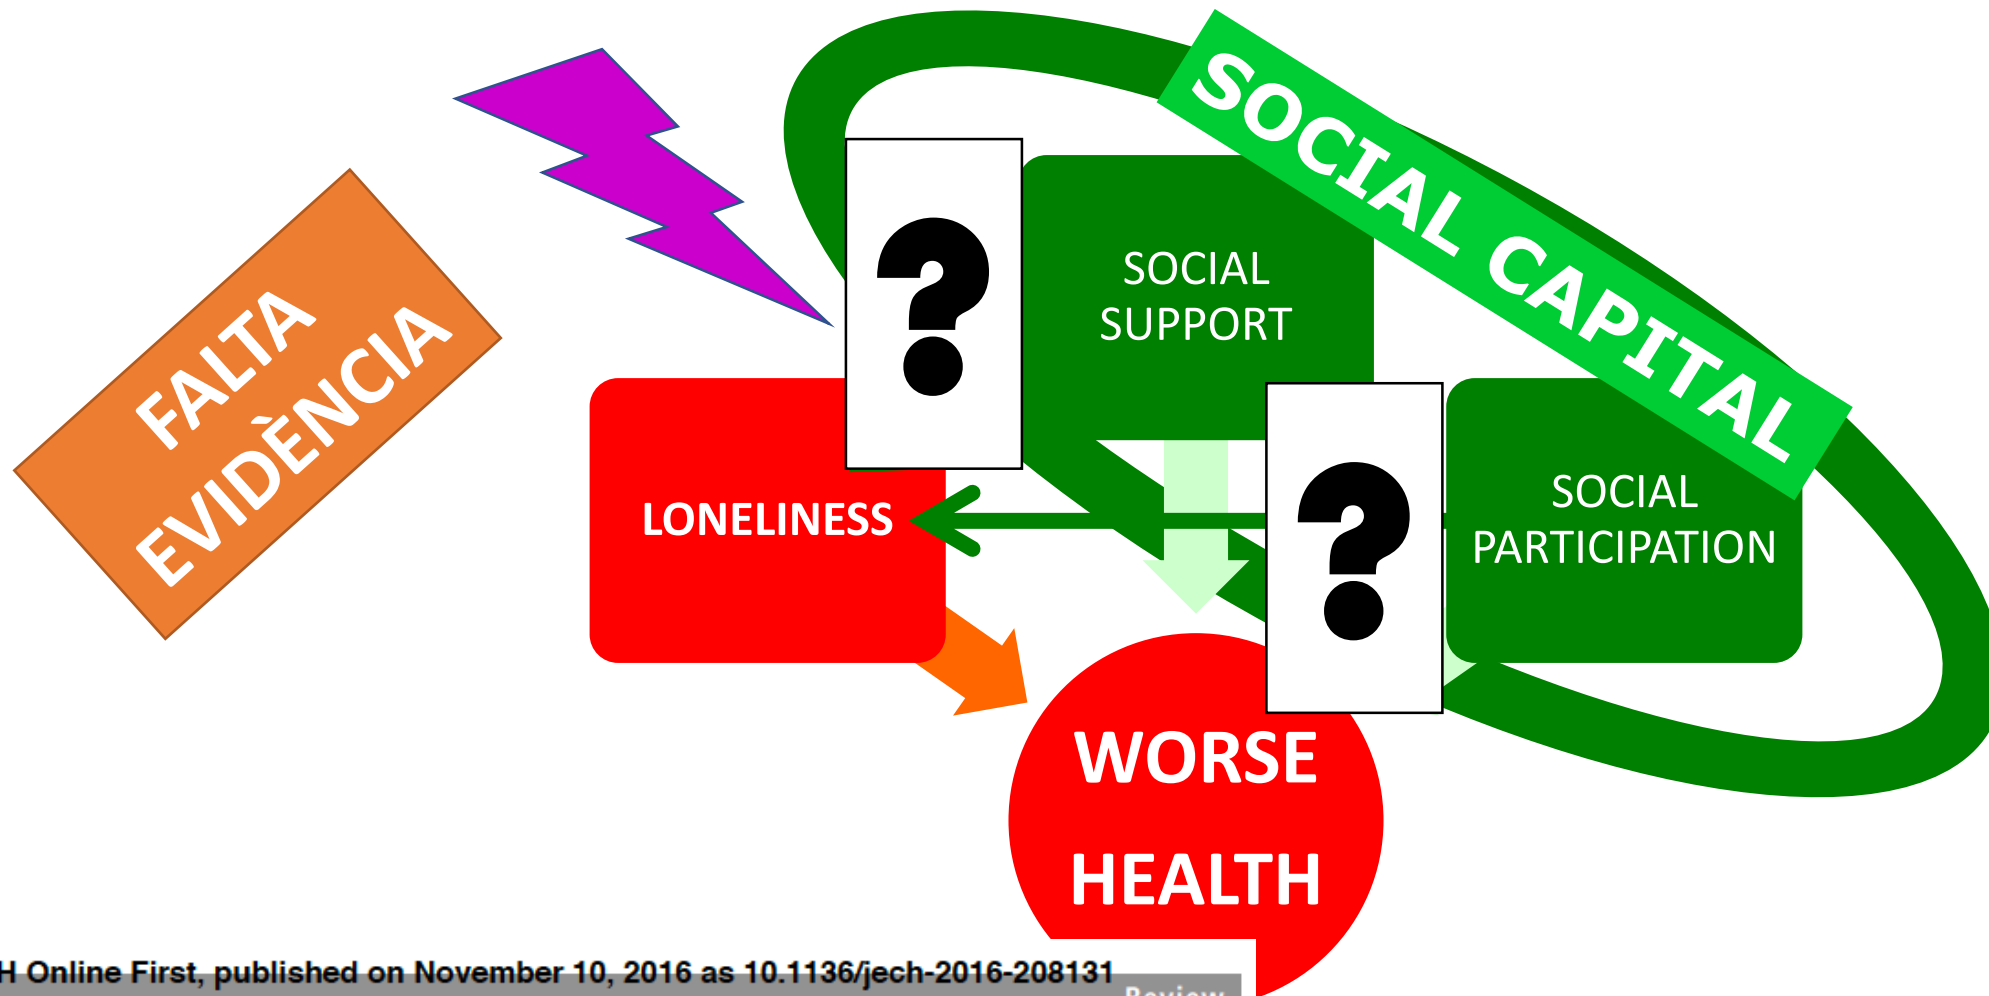 SOCIAL CAPITAL
FALTA
EVIDÈNCIA
?
SOCIAL
SUPPORT
LONELINESS
?
SOCIAL
PARTICIPATION
WORSE
HEALTH
H Online First, published on November 10, 2016 as 10.1136/jech-2016-208131
Review